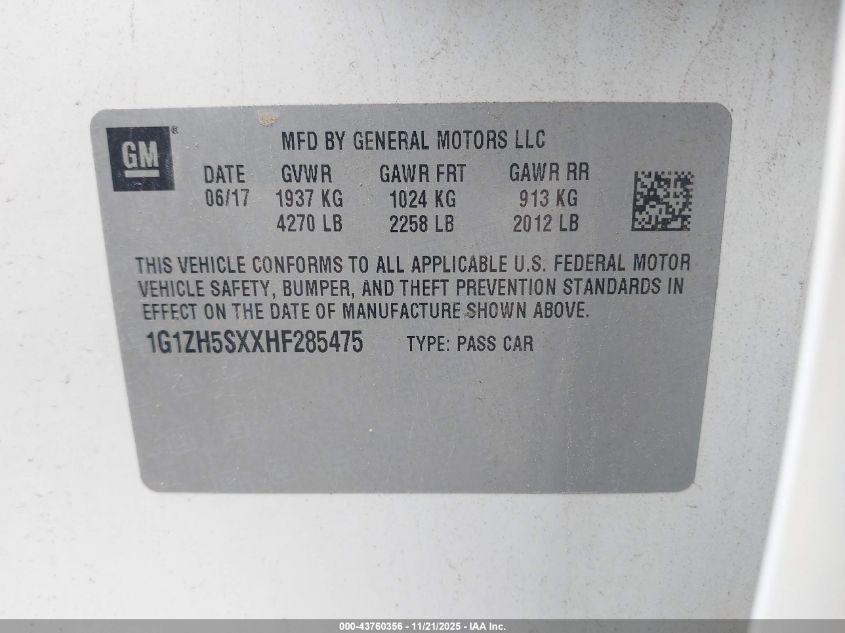 GM®
MFD BY GENERAL MOTORS LLC
DATE GVWR GAWR FRT GAWR RR
06/17 1937 KG 1024 KG 913 KG
4270 LB 2258 LB 2012 LB
THIS VEHICLE CONFORMS TO ALL APPLICABLE U.S. FEDERAL MOTOR
VEHICLE SAFETY, BUMPER, AND THEFT PREVENTION STANDARDS IN
EFFECT ON THE DATE OF MANUFACTURE SHOWN ABOVE.
1G1ZH5SXXHF285475 TYPE: PASS CAR
000-43760356 - 11/21/2025 - IAA Inc.